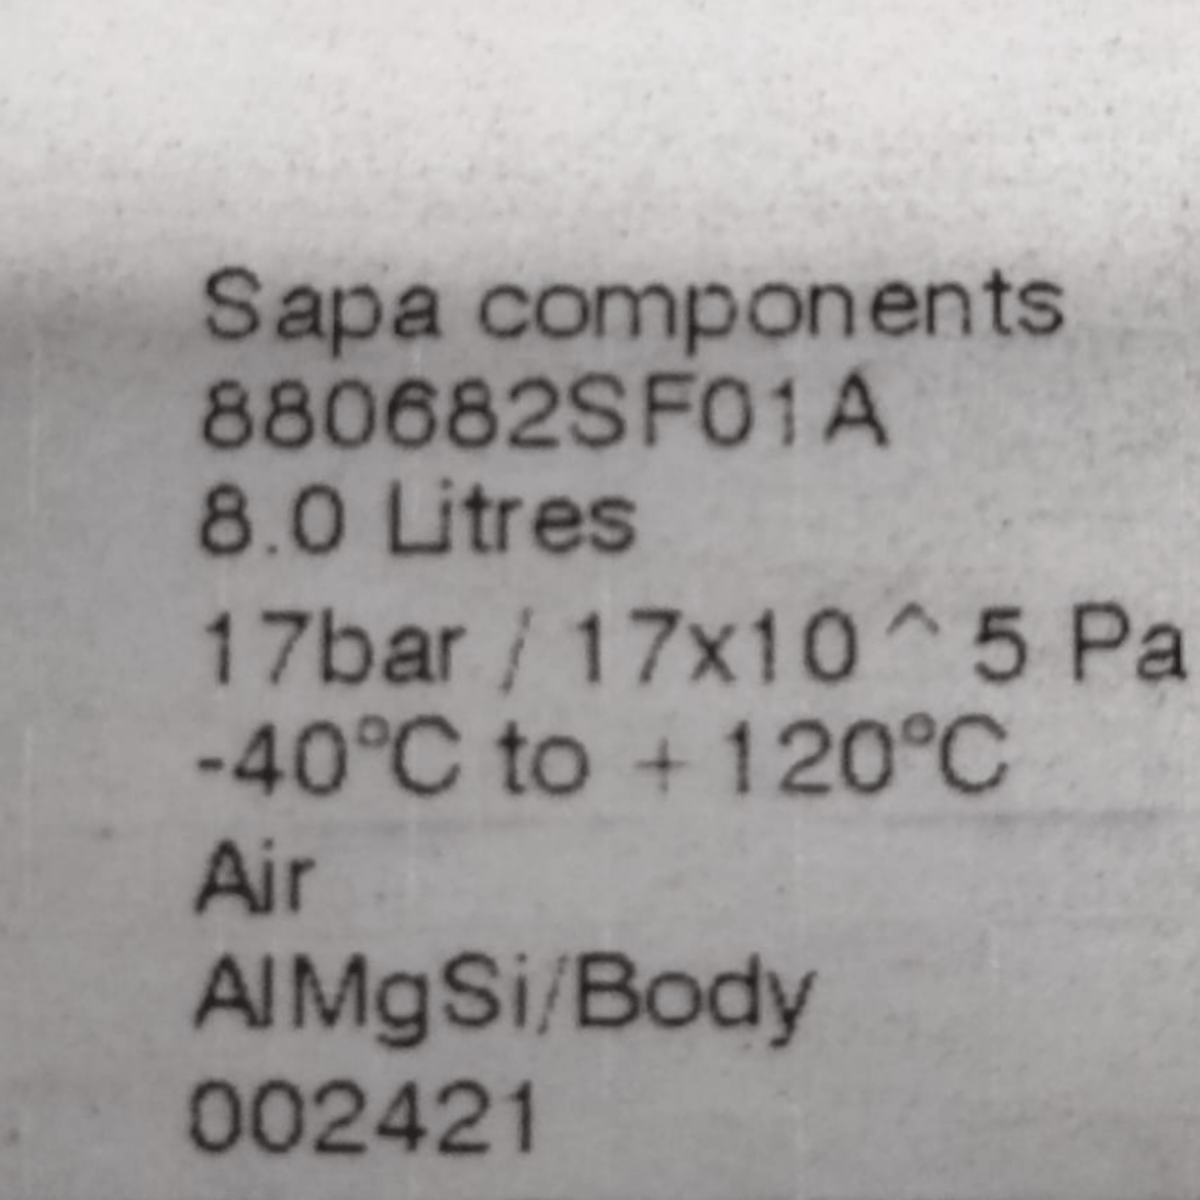 Sapa components
880682SF01A
8.0 Litres
17bar / 17x10^5 Pa
-40°C to +120°C
Air
AlMgSi/Body
002421